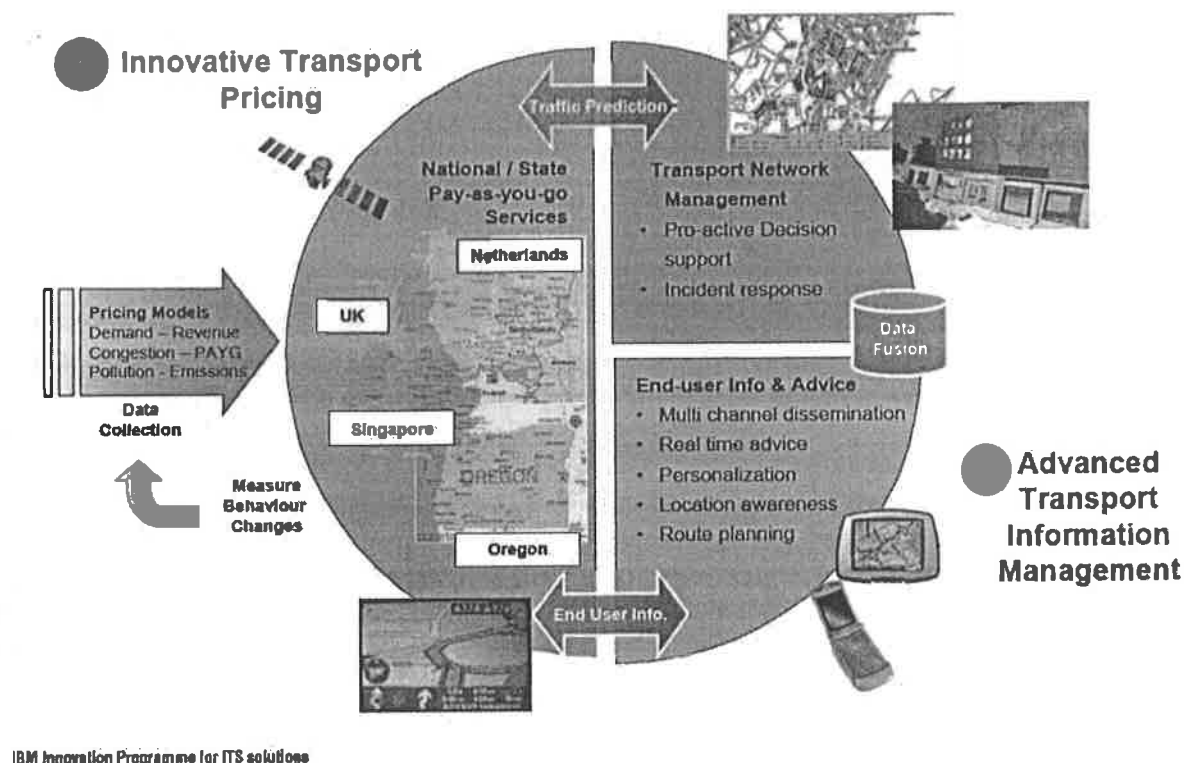 Innovative Transport
Pricing
Traffic Prediction
National / State
Pay-as-you-go
Services
Netherlands
UK
Singapore
OREGON
Oregon
Pricing Models
Demand – Revenue
Congestion – PAYG
Pollution - Emissions
Data
Collection
Measure
Behaviour
Changes
Transport Network
Management
• Pro-active Decision
support
• Incident response
Data
Fusion
End-user Info & Advice
• Multi channel dissemination
• Real time advice
• Personalization
• Location awareness
• Route planning
Advanced
Transport
Information
Management
End User Info.
IBM Innovation Programme for ITS solutions